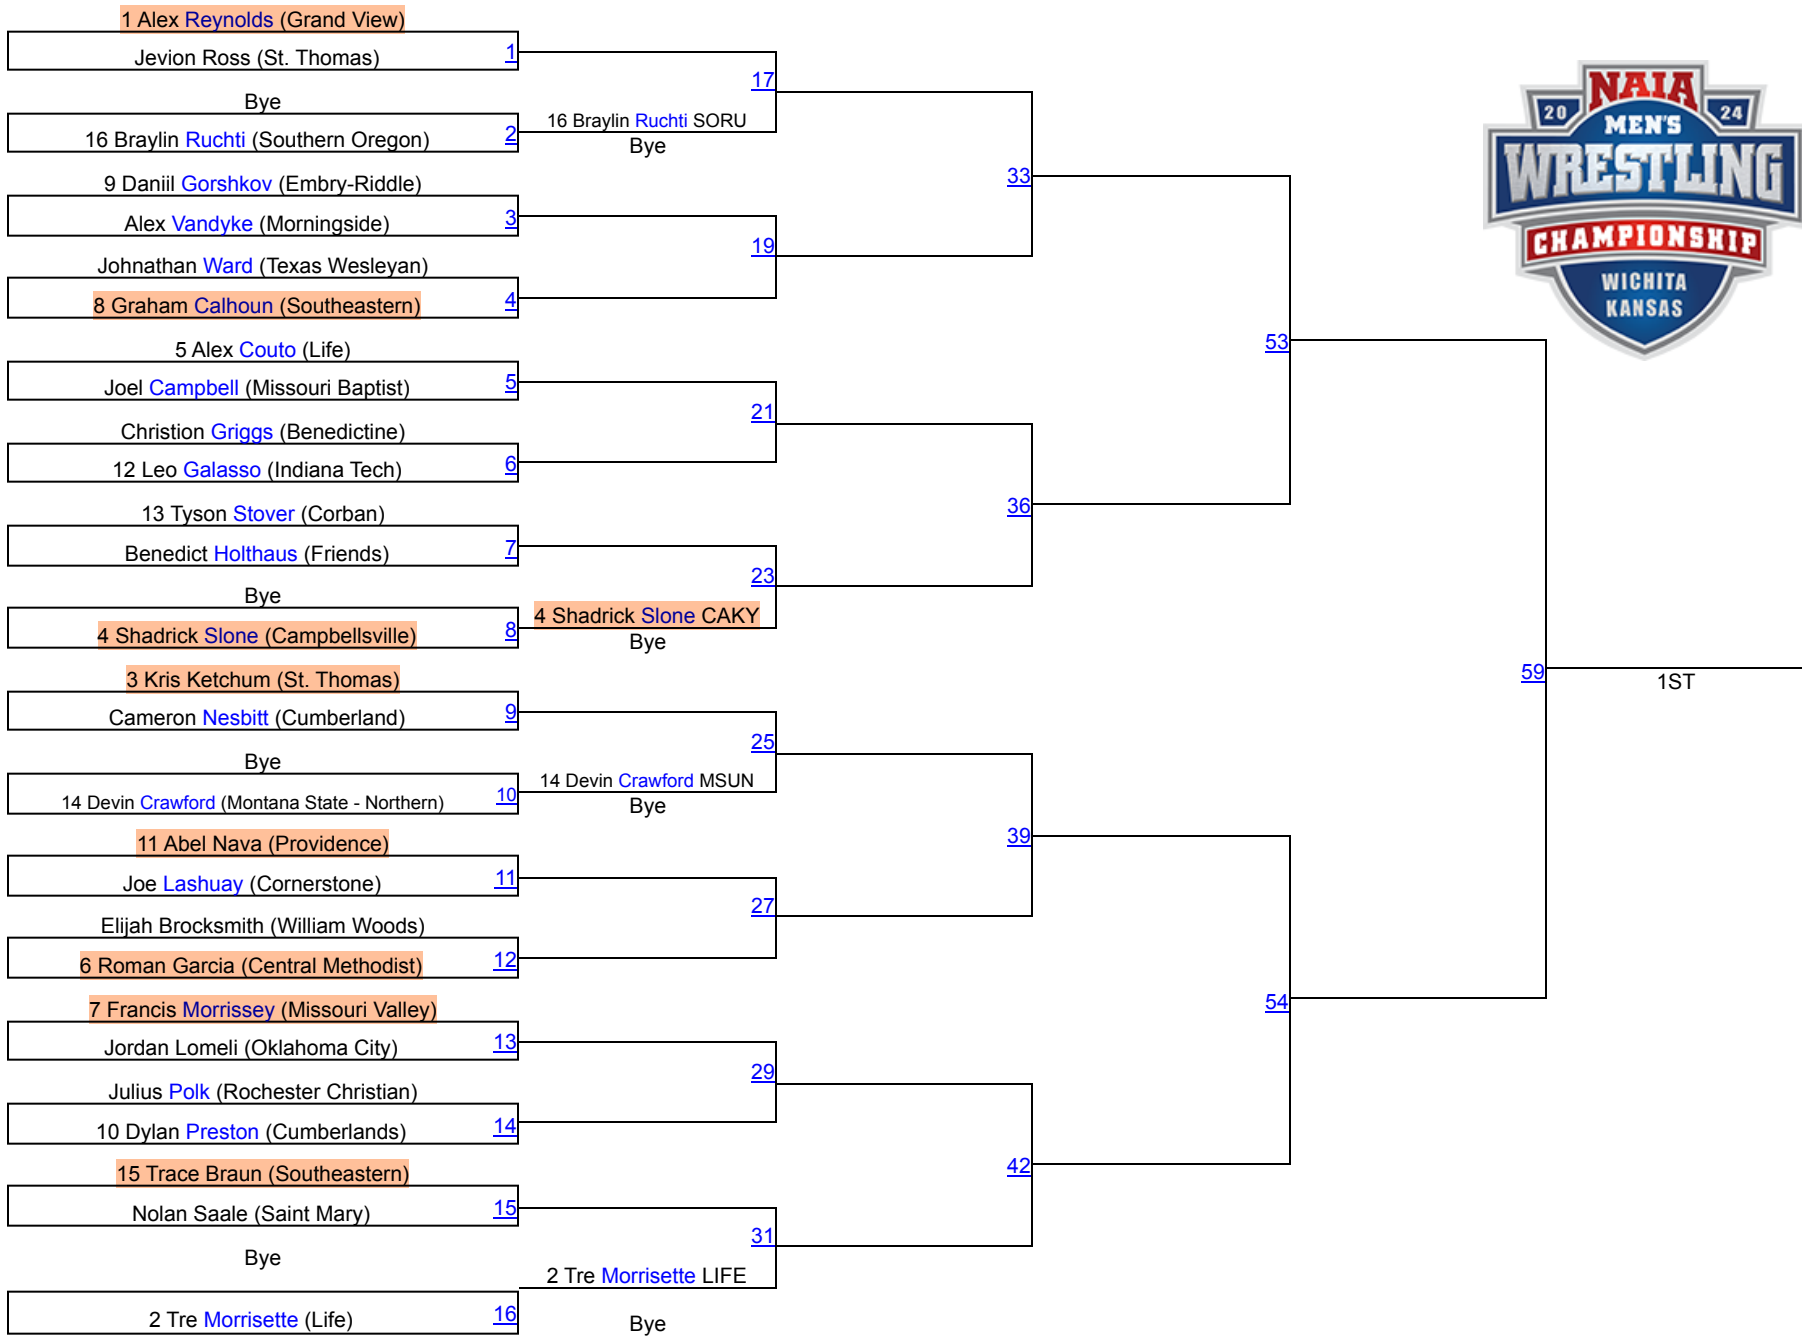 1 Alex Reynolds (Grand View)
Jevion Ross (St. Thomas)
1
Bye
16 Braylin Ruchti (Southern Oregon)
2
9 Daniil Gorshkov (Embry-Riddle)
Alex Vandyke (Morningside)
3
Johnathan Ward (Texas Wesleyan)
8 Graham Calhoun (Southeastern)
4
5 Alex Couto (Life)
Joel Campbell (Missouri Baptist)
5
Christion Griggs (Benedictine)
12 Leo Galasso (Indiana Tech)
6
13 Tyson Stover (Corban)
Benedict Holthaus (Friends)
7
Bye
4 Shadrick Slone (Campbellsville)
8
3 Kris Ketchum (St. Thomas)
Cameron Nesbitt (Cumberland)
9
Bye
14 Devin Crawford (Montana State - Northern)
10
11 Abel Nava (Providence)
Joe Lashuay (Cornerstone)
11
Elijah Brocksmith (William Woods)
6 Roman Garcia (Central Methodist)
12
7 Francis Morrissey (Missouri Valley)
Jordan Lomeli (Oklahoma City)
13
Julius Polk (Rochester Christian)
10 Dylan Preston (Cumberlands)
14
15 Trace Braun (Southeastern)
Nolan Saale (Saint Mary)
15
Bye
2 Tre Morrisette (Life)
16
17
16 Braylin Ruchti SORU
Bye
19
21
23
4 Shadrick Slone CAKY
Bye
25
14 Devin Crawford MSUN
Bye
27
29
31
2 Tre Morrisette LIFE
Bye
33
36
39
42
53
54
59
1ST
NAIA
20 24
MEN'S
WRESTLING
CHAMPIONSHIP
WICHITA
KANSAS